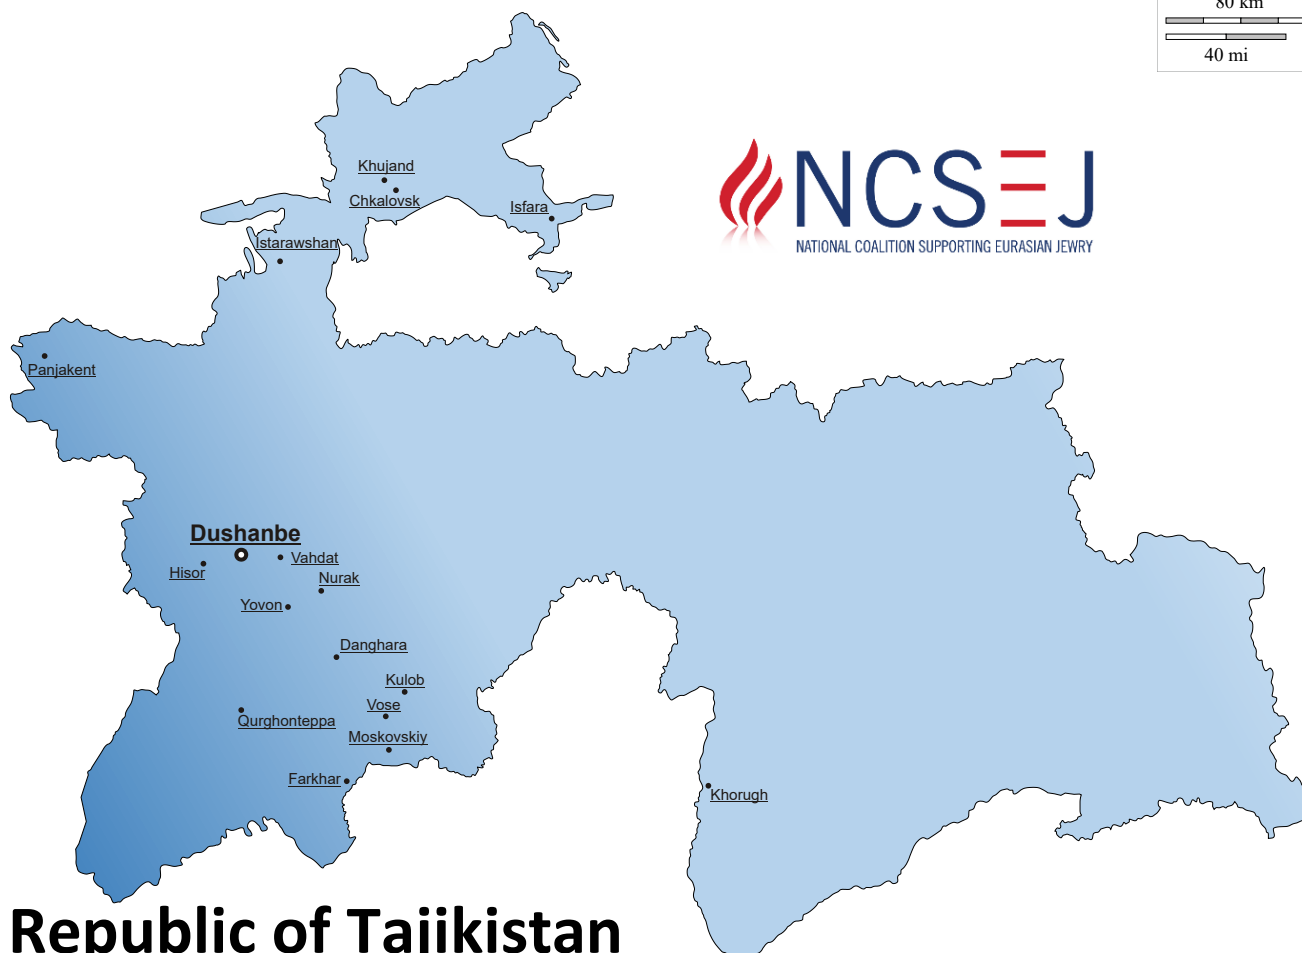 80 km
40 mi
NCSEJ
NATIONAL COALITION SUPPORTING EURASIAN JEWRY
Khujand
Chkalovsk
Isfara
Istarawshan
Panjakent
Dushanbe
Vahdat
Hisor
Nurak
Yovon
Danghara
Kulob
Vose
Qurghonteppa
Moskovskiy
Farkhar
Khorugh
Republic of Tajikistan